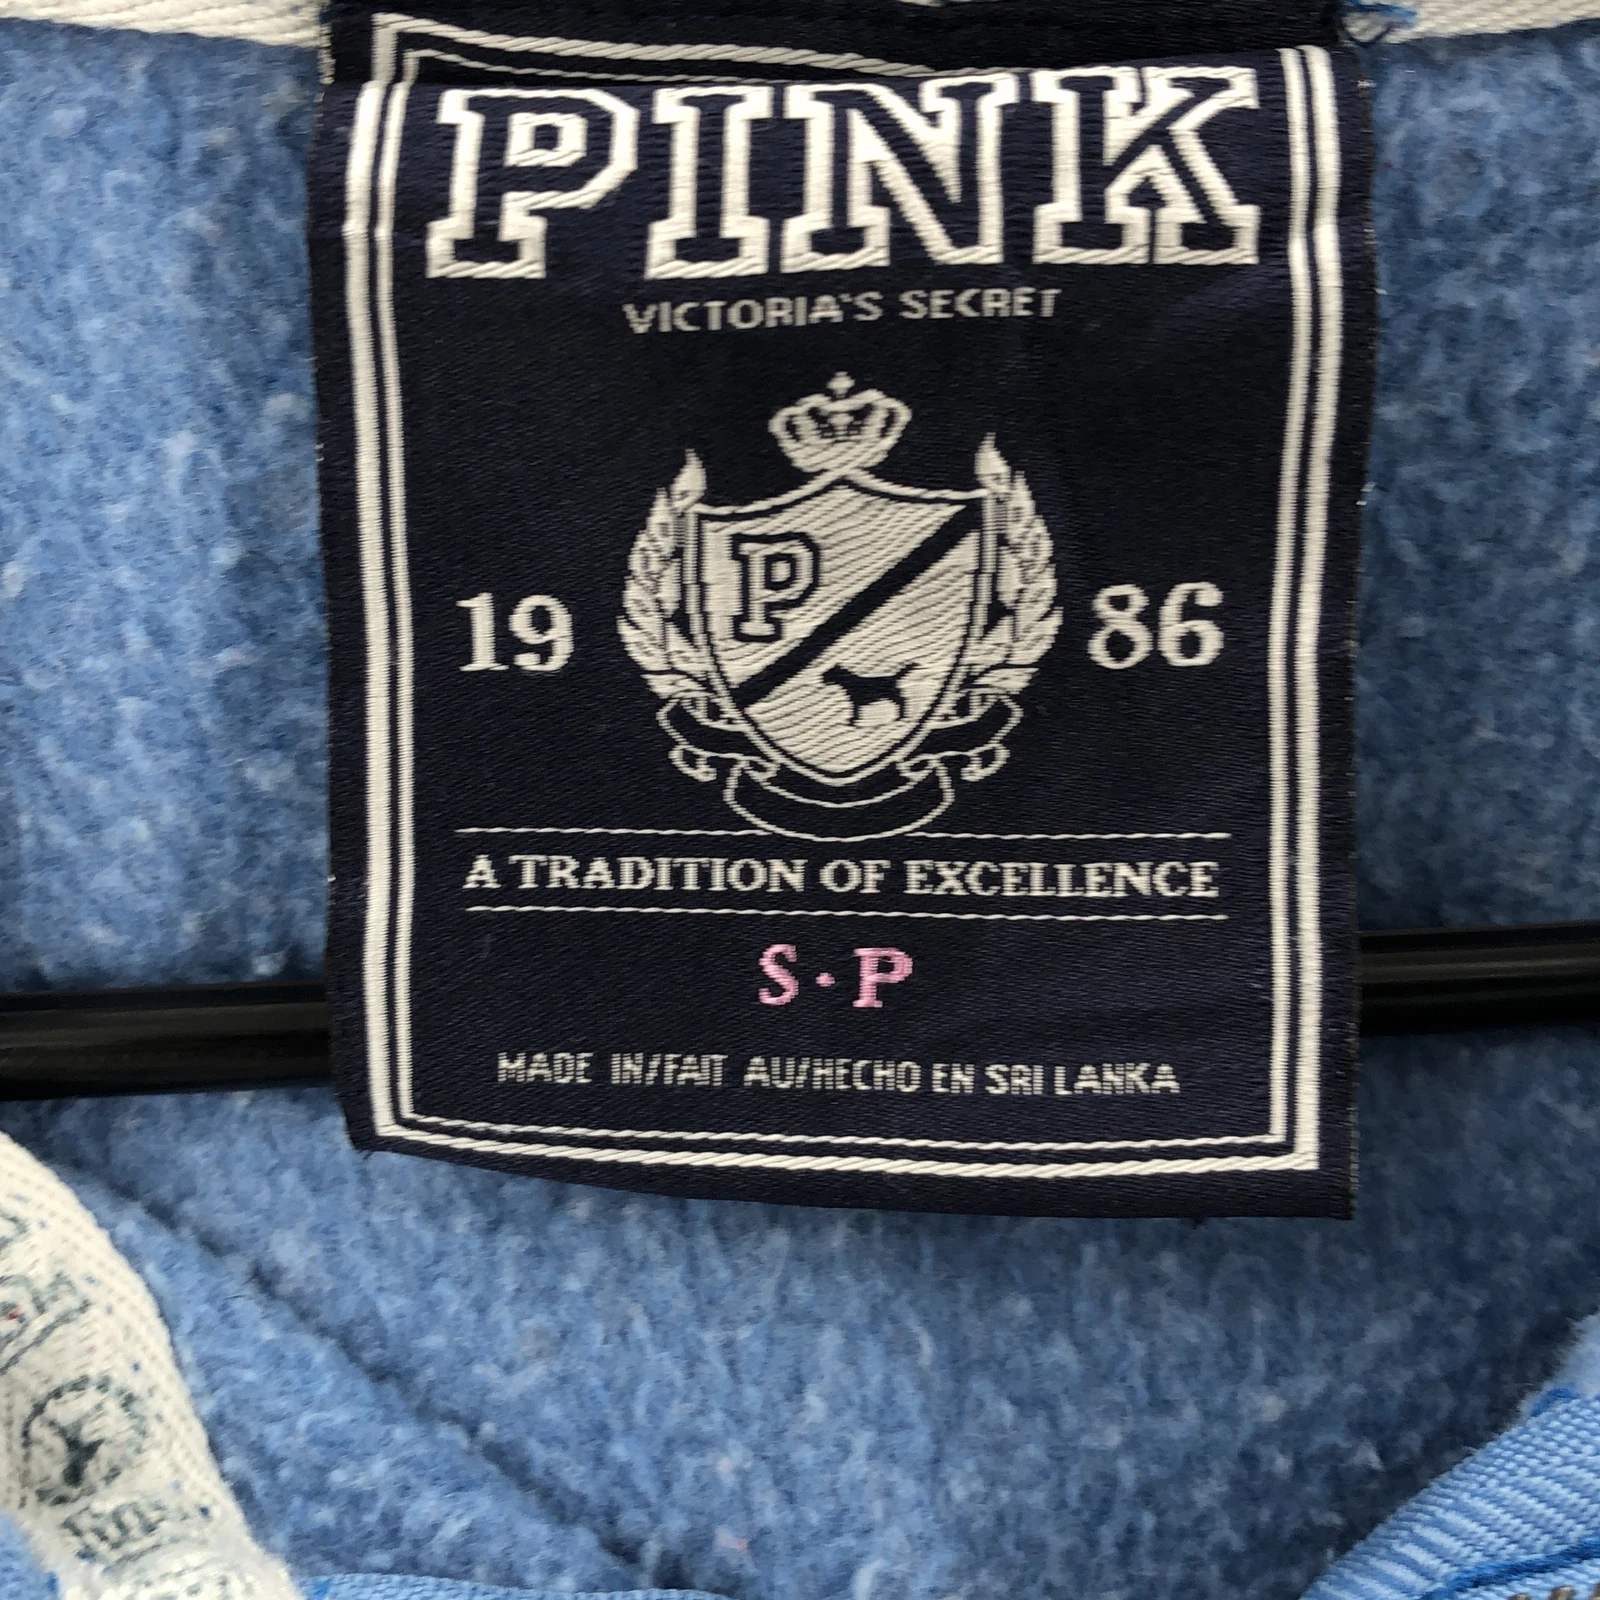 PINK
VICTORIA'S SECRET
P
19 86
A TRADITION OF EXCELLENCE
S·P
MADE IN/FAIT AU/HECHO EN SRI LANKA